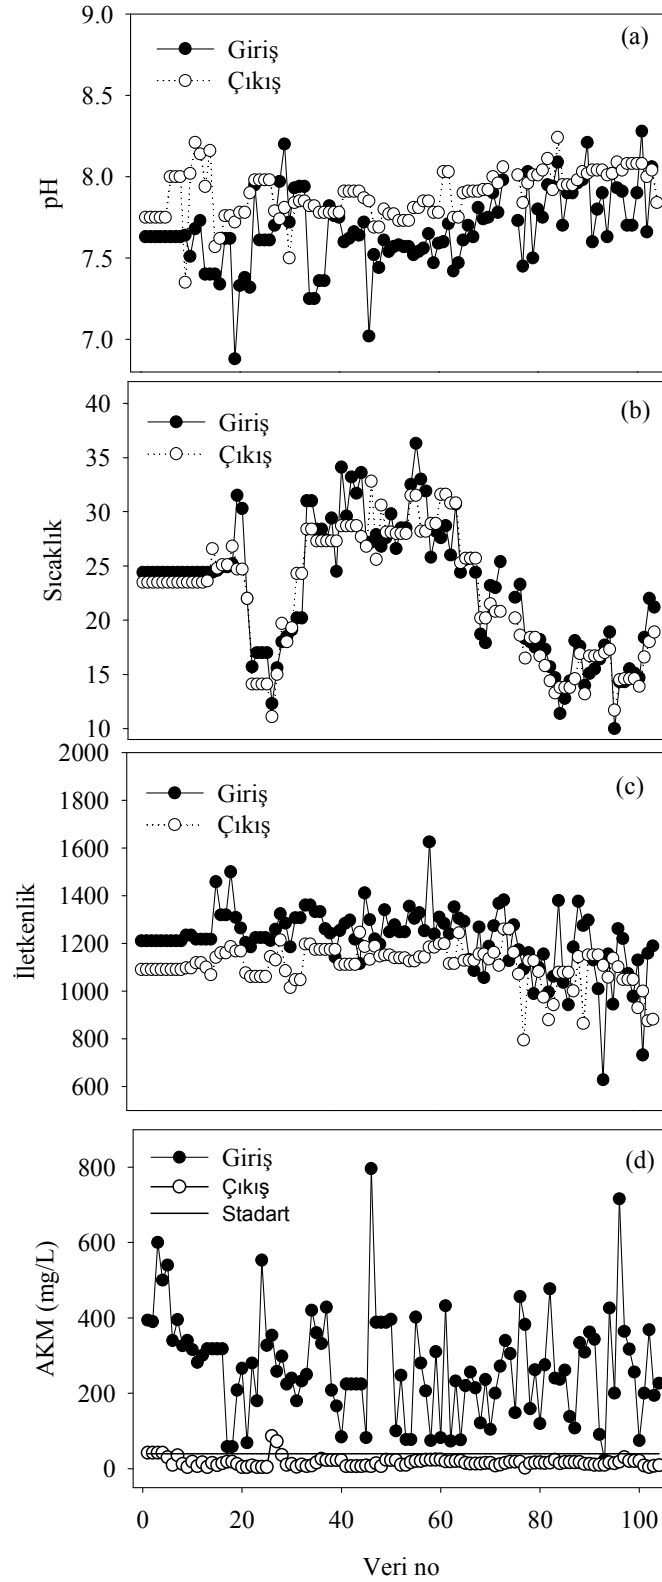 9.0
(a)
Giriş
8.5
Çıkış
8.0
pH
7.5
7.0
40
(b)
Giriş
35
Çıkış
30
25
Sıcaklık
20
15
10
2000
(c)
1800
Giriş
1600
Çıkış
1400
İletkenlik
1200
1000
800
600
(d)
Giriş
800
Çıkış
Stadart
600
AKM (mg/L)
400
200
0
0 20 40 60 80 100
Veri no